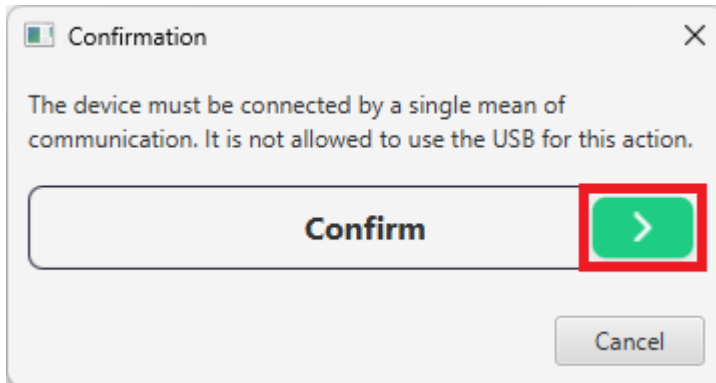 Confirmation
The device must be connected by a single mean of
communication. It is not allowed to use the USB for this action.
Confirm
Cancel